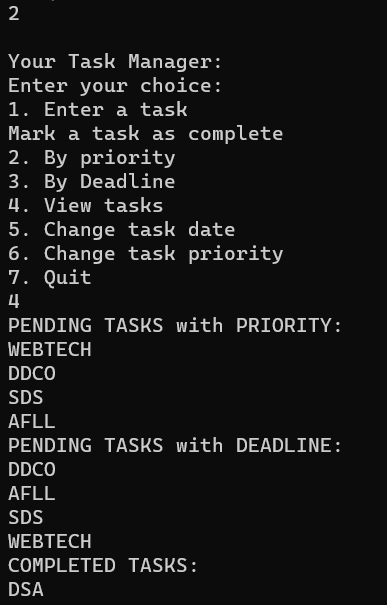 2
Your Task Manager:
Enter your choice:
1. Enter a task
Mark a task as complete
2. By priority
3. By Deadline
4. View tasks
5. Change task date
6. Change task priority
7. Quit
4
PENDING TASKS with PRIORITY:
WEBTECH
DDCO
SDS
AFLL
PENDING TASKS with DEADLINE:
DDCO
AFLL
SDS
WEBTECH
COMPLETED TASKS:
DSA